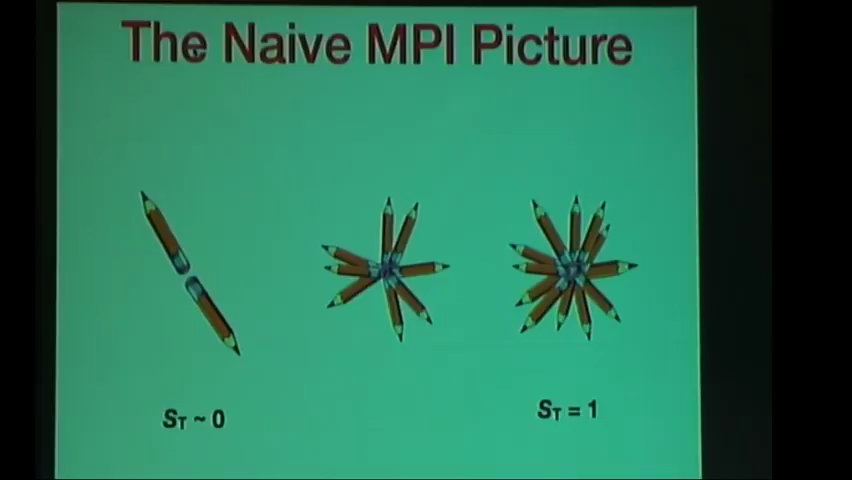 The Naive MPI Picture
ST ~ 0
ST = 1